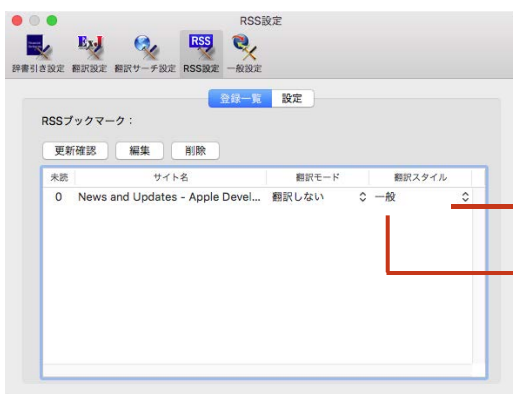 RSS設定
辞書引き設定 翻訳設定 翻訳サーチ設定 RSS設定 一般設定
登録一覧 設定
RSSブックマーク：
更新確認 編集 削除
未読 サイト名 翻訳モード 翻訳スタイル
0 News and Updates - Apple Devel... 翻訳しない 一般